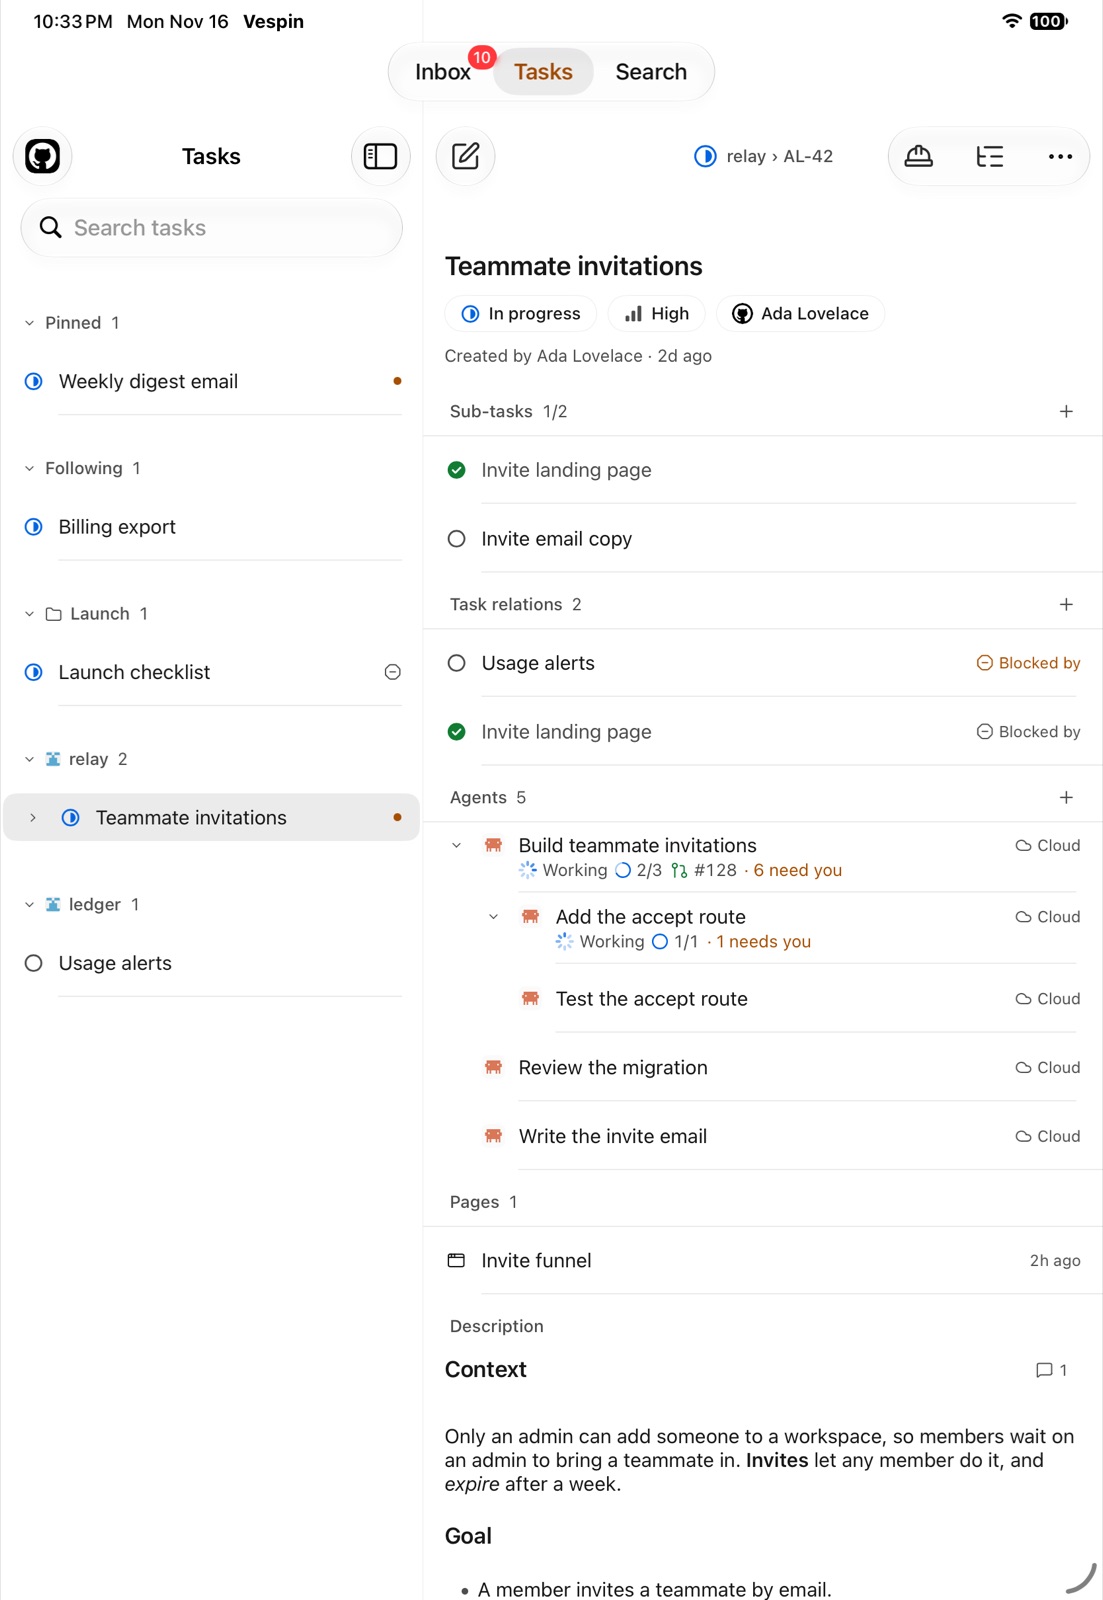 10:33 PM Mon Nov 16 Vespin
100
Inbox 10 Tasks Search
Tasks
Search tasks
Pinned 1
Weekly digest email
Following 1
Billing export
Launch 1
Launch checklist
relay 2
Teammate invitations
ledger 1
Usage alerts
relay › AL-42
Teammate invitations
In progress High Ada Lovelace
Created by Ada Lovelace · 2d ago
Sub-tasks 1/2
Invite landing page
Invite email copy
Task relations 2
Usage alerts Blocked by
Invite landing page Blocked by
Agents 5
Build teammate invitations Cloud
Working 2/3 #128 · 6 need you
Add the accept route Cloud
Working 1/1 · 1 needs you
Test the accept route Cloud
Review the migration Cloud
Write the invite email Cloud
Pages 1
Invite funnel 2h ago
Description
Context 1
Only an admin can add someone to a workspace, so members wait on
an admin to bring a teammate in. Invites let any member do it, and
expire after a week.
Goal
• A member invites a teammate by email.